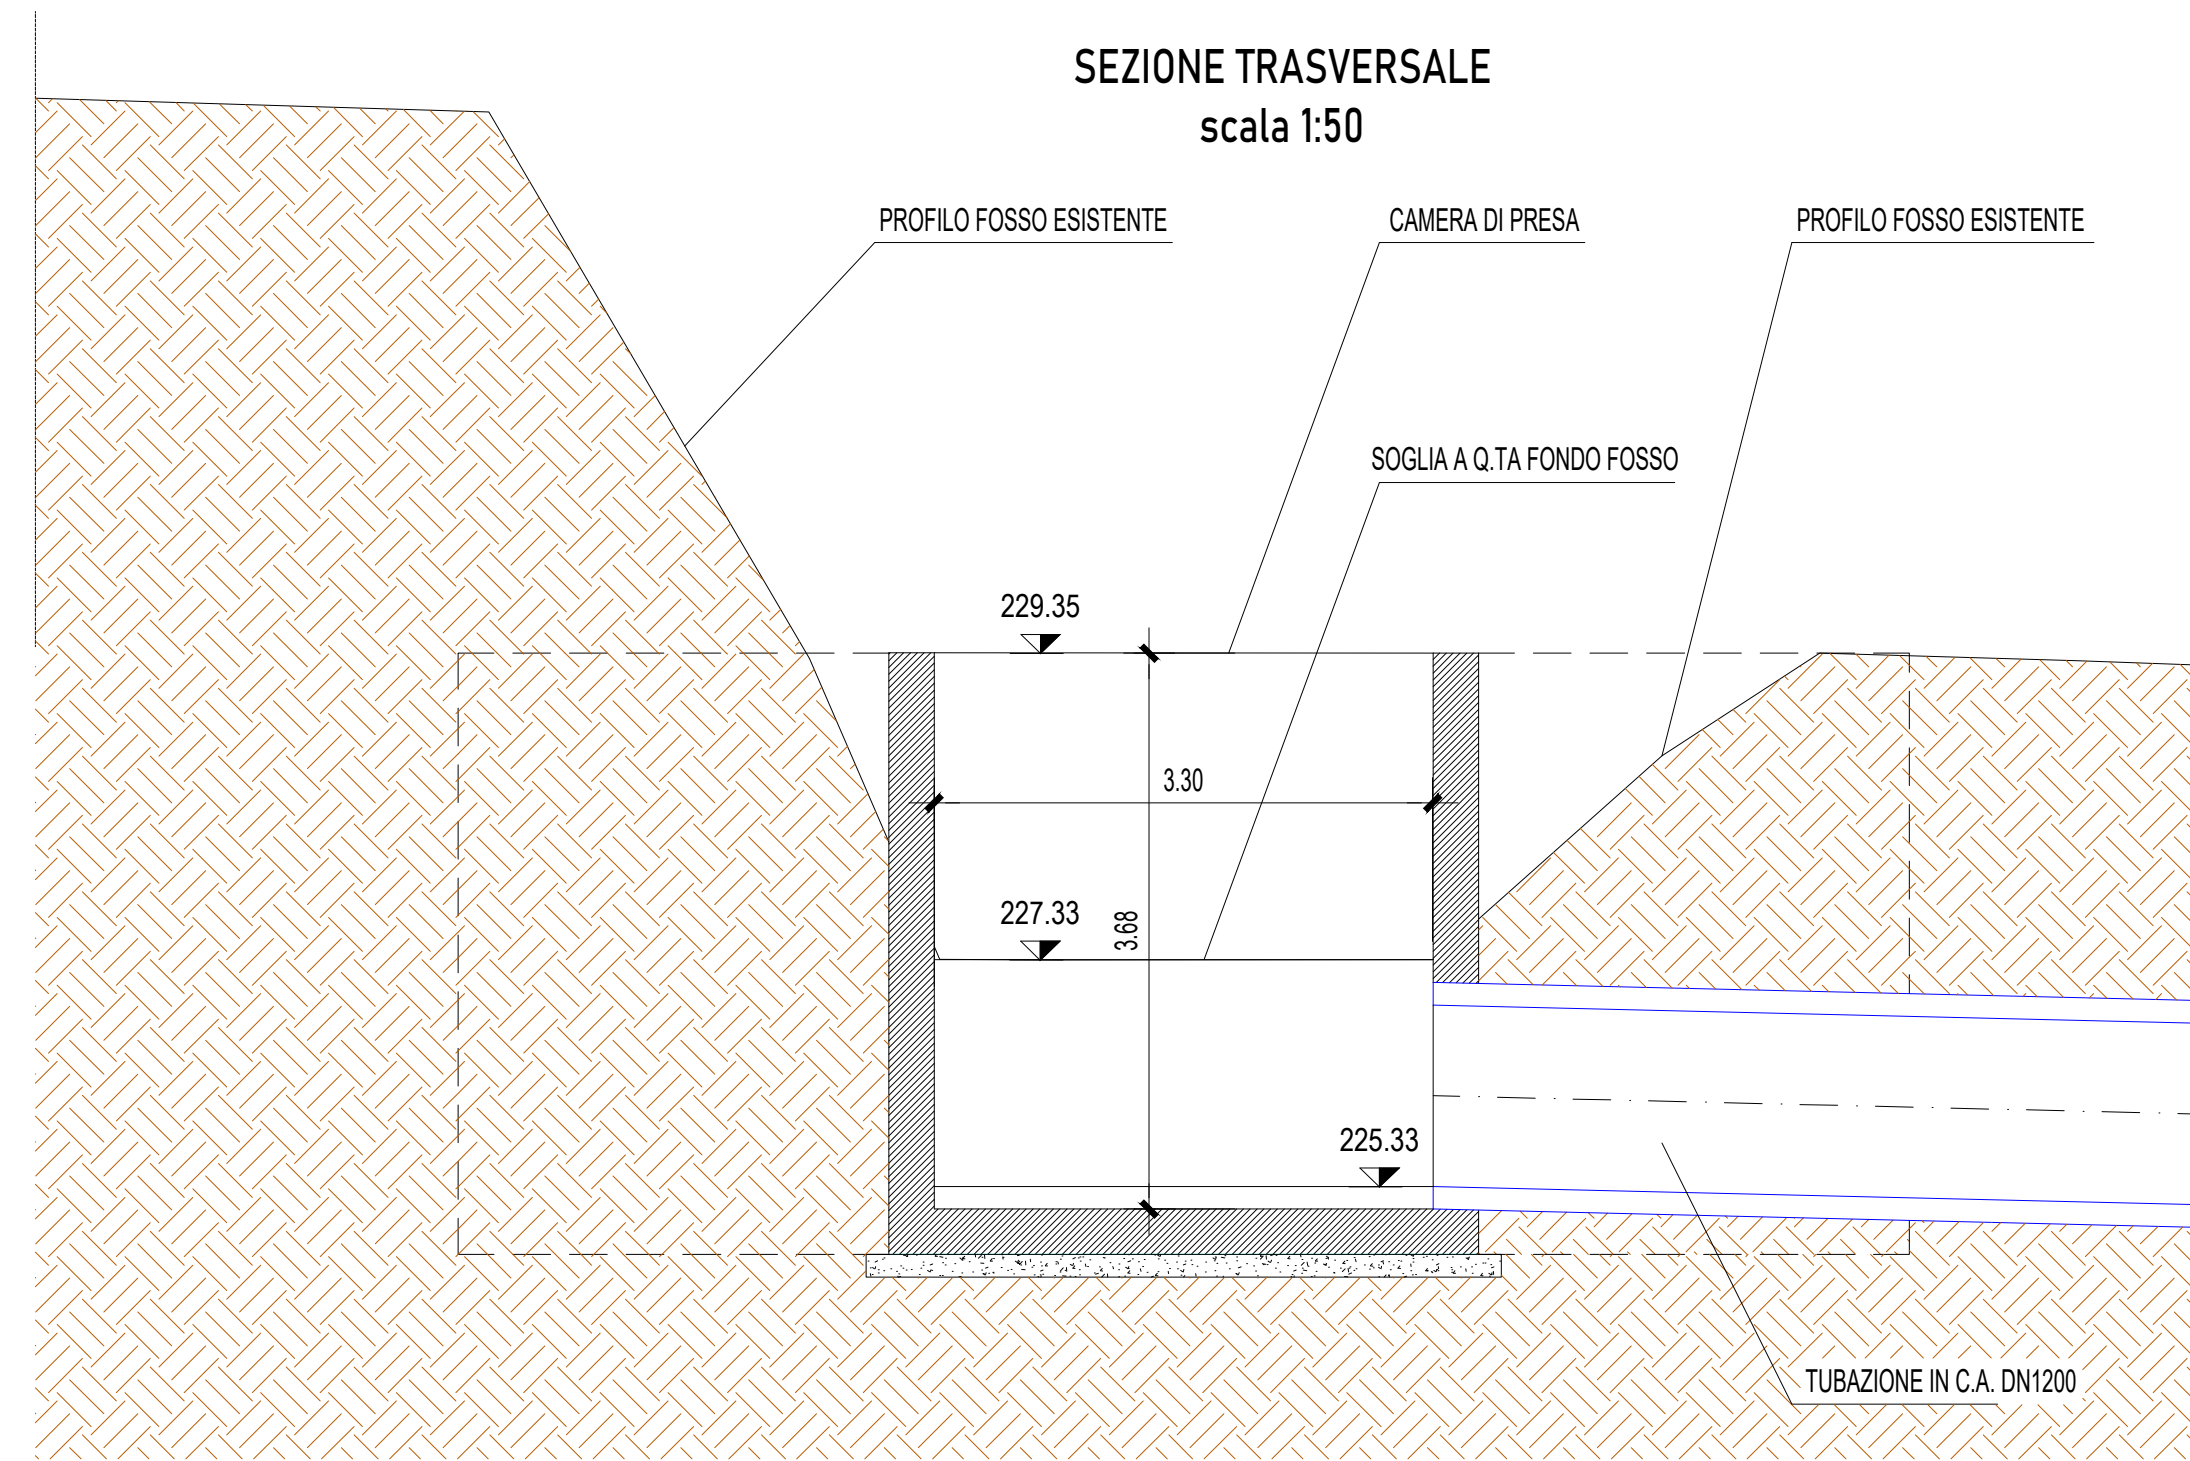 SEZIONE TRASVERSALE
scala 1:50
PROFILO FOSSO ESISTENTE
CAMERA DI PRESA
PROFILO FOSSO ESISTENTE
SOGLIA A Q.TA FONDO FOSSO
229.35
3.30
227.33
3.68
225.33
TUBAZIONE IN C.A. DN1200